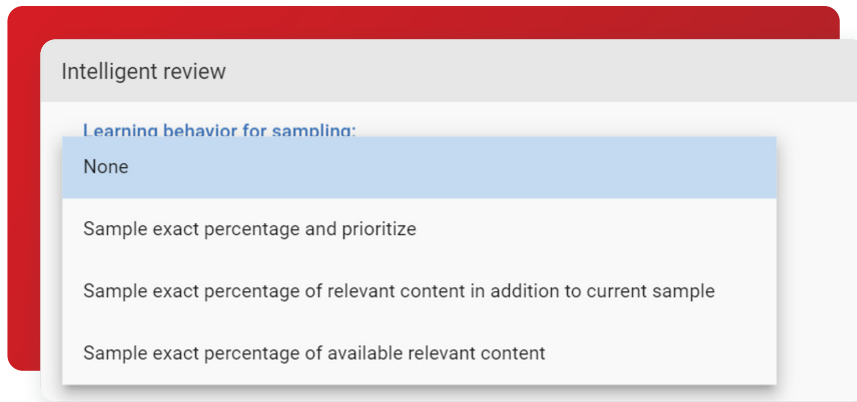 Intelligent review
Learning behavior for sampling:
None
Sample exact percentage and prioritize
Sample exact percentage of relevant content in addition to current sample
Sample exact percentage of available relevant content